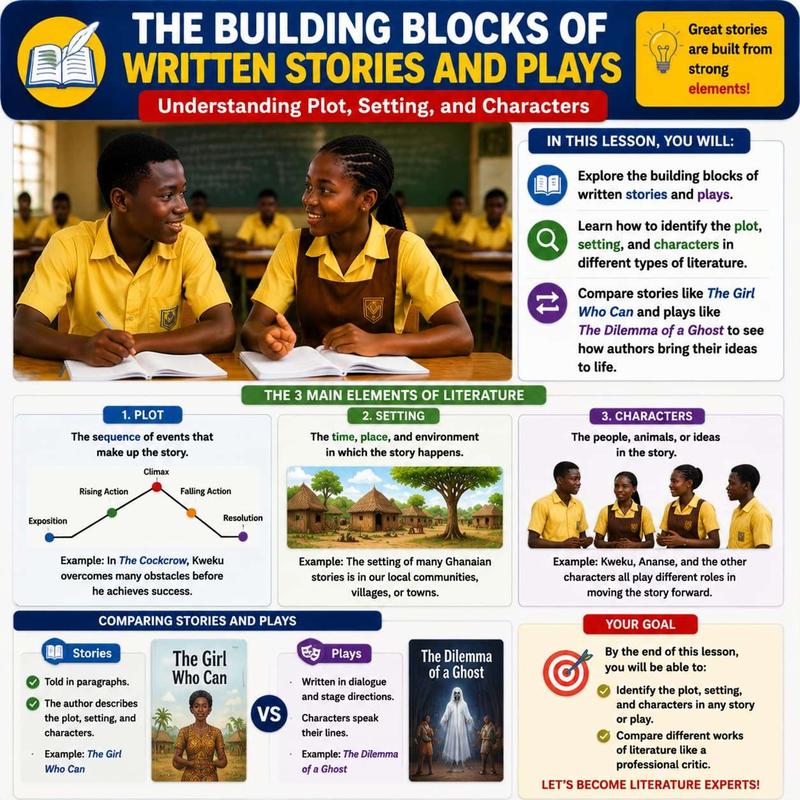 THE BUILDING BLOCKS OF
WRITTEN STORIES AND PLAYS
Understanding Plot, Setting, and Characters
Great stories
are built from
strong
elements!
IN THIS LESSON, YOU WILL:
Explore the building blocks of
written stories and plays.
Learn how to identify the plot,
setting, and characters in
different types of literature.
Compare stories like The Girl
Who Can and plays like
The Dilemma of a Ghost to see
how authors bring their ideas
to life.
THE 3 MAIN ELEMENTS OF LITERATURE
1. PLOT
The sequence of events that
make up the story.
Climax
Rising Action
Falling Action
Exposition
Resolution
Example: In The Cockcrow, Kweku
overcomes many obstacles before
he achieves success.
2. SETTING
The time, place, and environment
in which the story happens.
Example: The setting of many Ghanaian
stories is in our local communities,
villages, or towns.
3. CHARACTERS
The people, animals, or ideas
in the story.
Example: Kweku, Ananse, and the other
characters all play different roles in
moving the story forward.
COMPARING STORIES AND PLAYS
Stories
Told in paragraphs.
The author describes
the plot, setting, and
characters.
Example: The Girl
Who Can
The Girl
Who Can
VS
Plays
Written in dialogue
and stage directions.
Characters speak
their lines.
Example: The Dilemma
of a Ghost
The Dilemma
of a Ghost
YOUR GOAL
By the end of this lesson,
you will be able to:
Identify the plot, setting,
and characters in any story
or play.
Compare different works
of literature like a
professional critic.
LET'S BECOME LITERATURE EXPERTS!